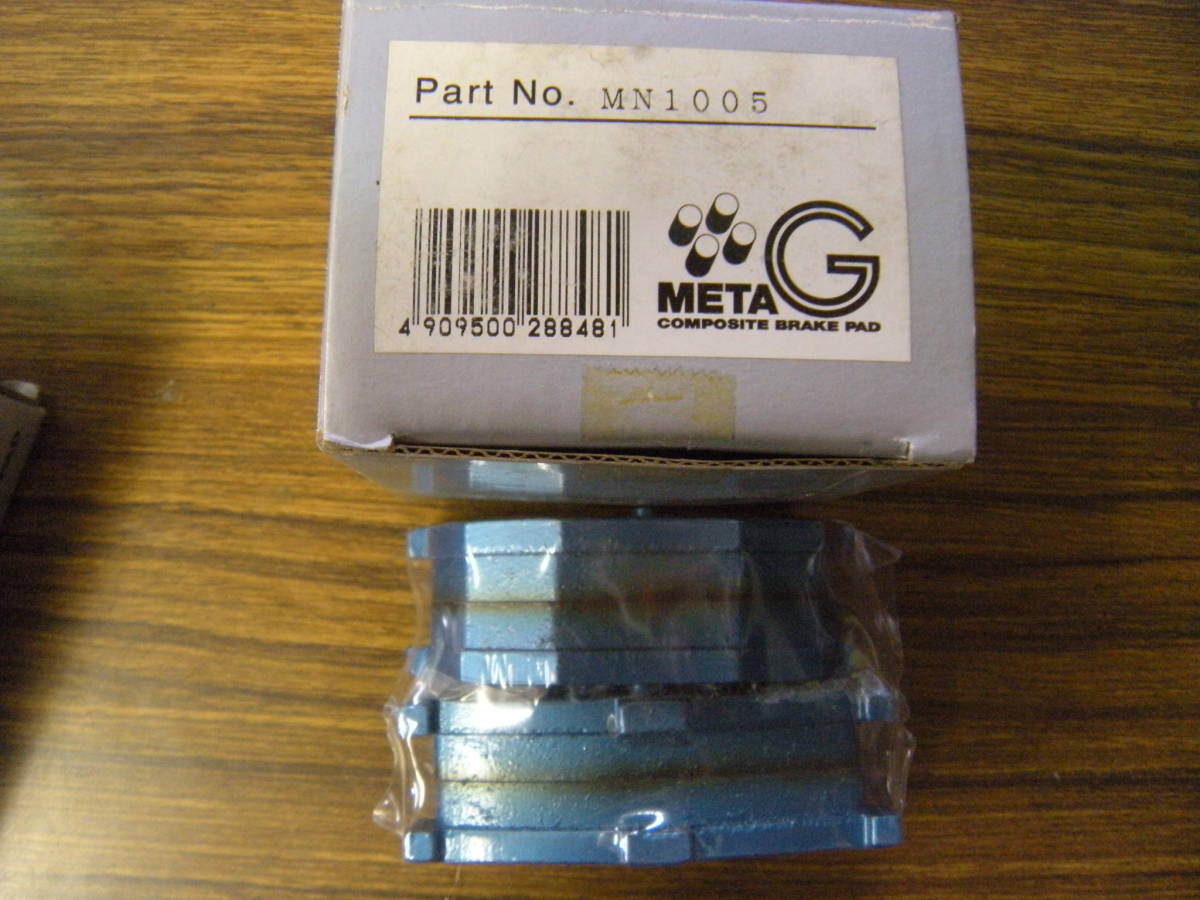 Part No. MN1005
4 909500 288481
META G
COMPOSITE BRAKE PAD